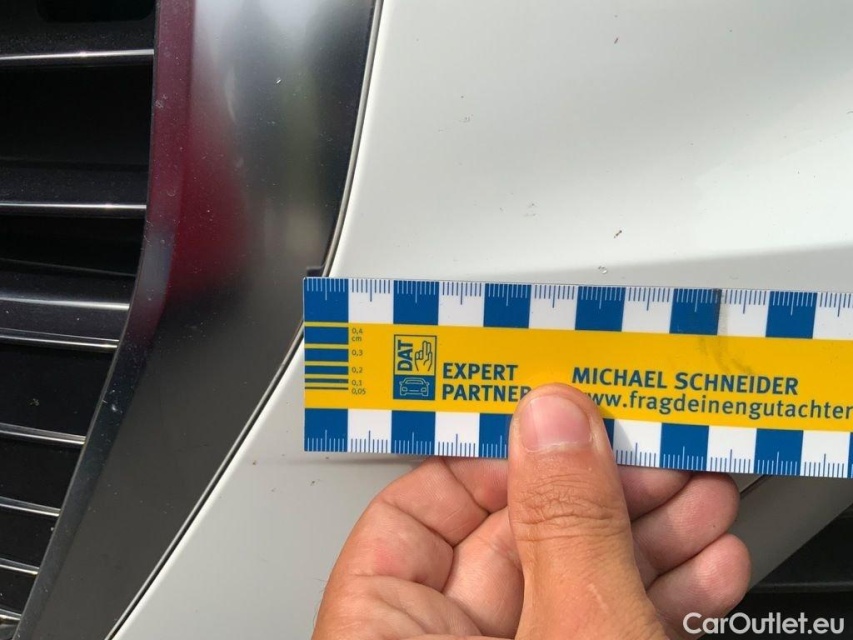 0,4
cm
0,3
0,2
0,1
0,05
DAT
EXPERT
PARTNER
MICHAEL SCHNEIDER
www.fragdeinengutachter
CarOutlet.eu